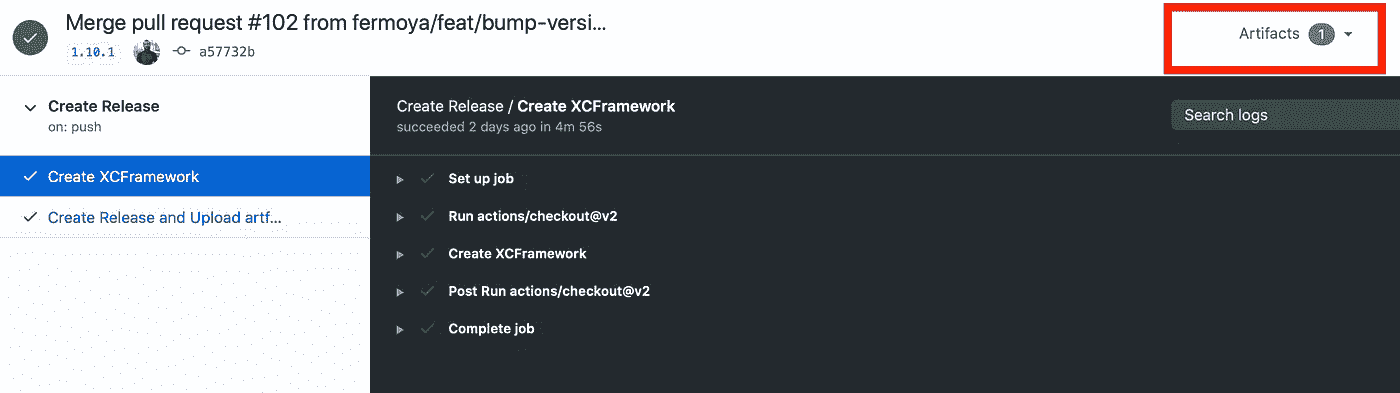 Merge pull request #102 from fermoya/feat/bump-versi...
1.10.1 a57732b
Artifacts 1
Create Release
on: push
Create XCFramework
Create Release and Upload artf...
Create Release / Create XCFramework
succeeded 2 days ago in 4m 56s
Search logs
Set up job
Run actions/checkout@v2
Create XCFramework
Post Run actions/checkout@v2
Complete job